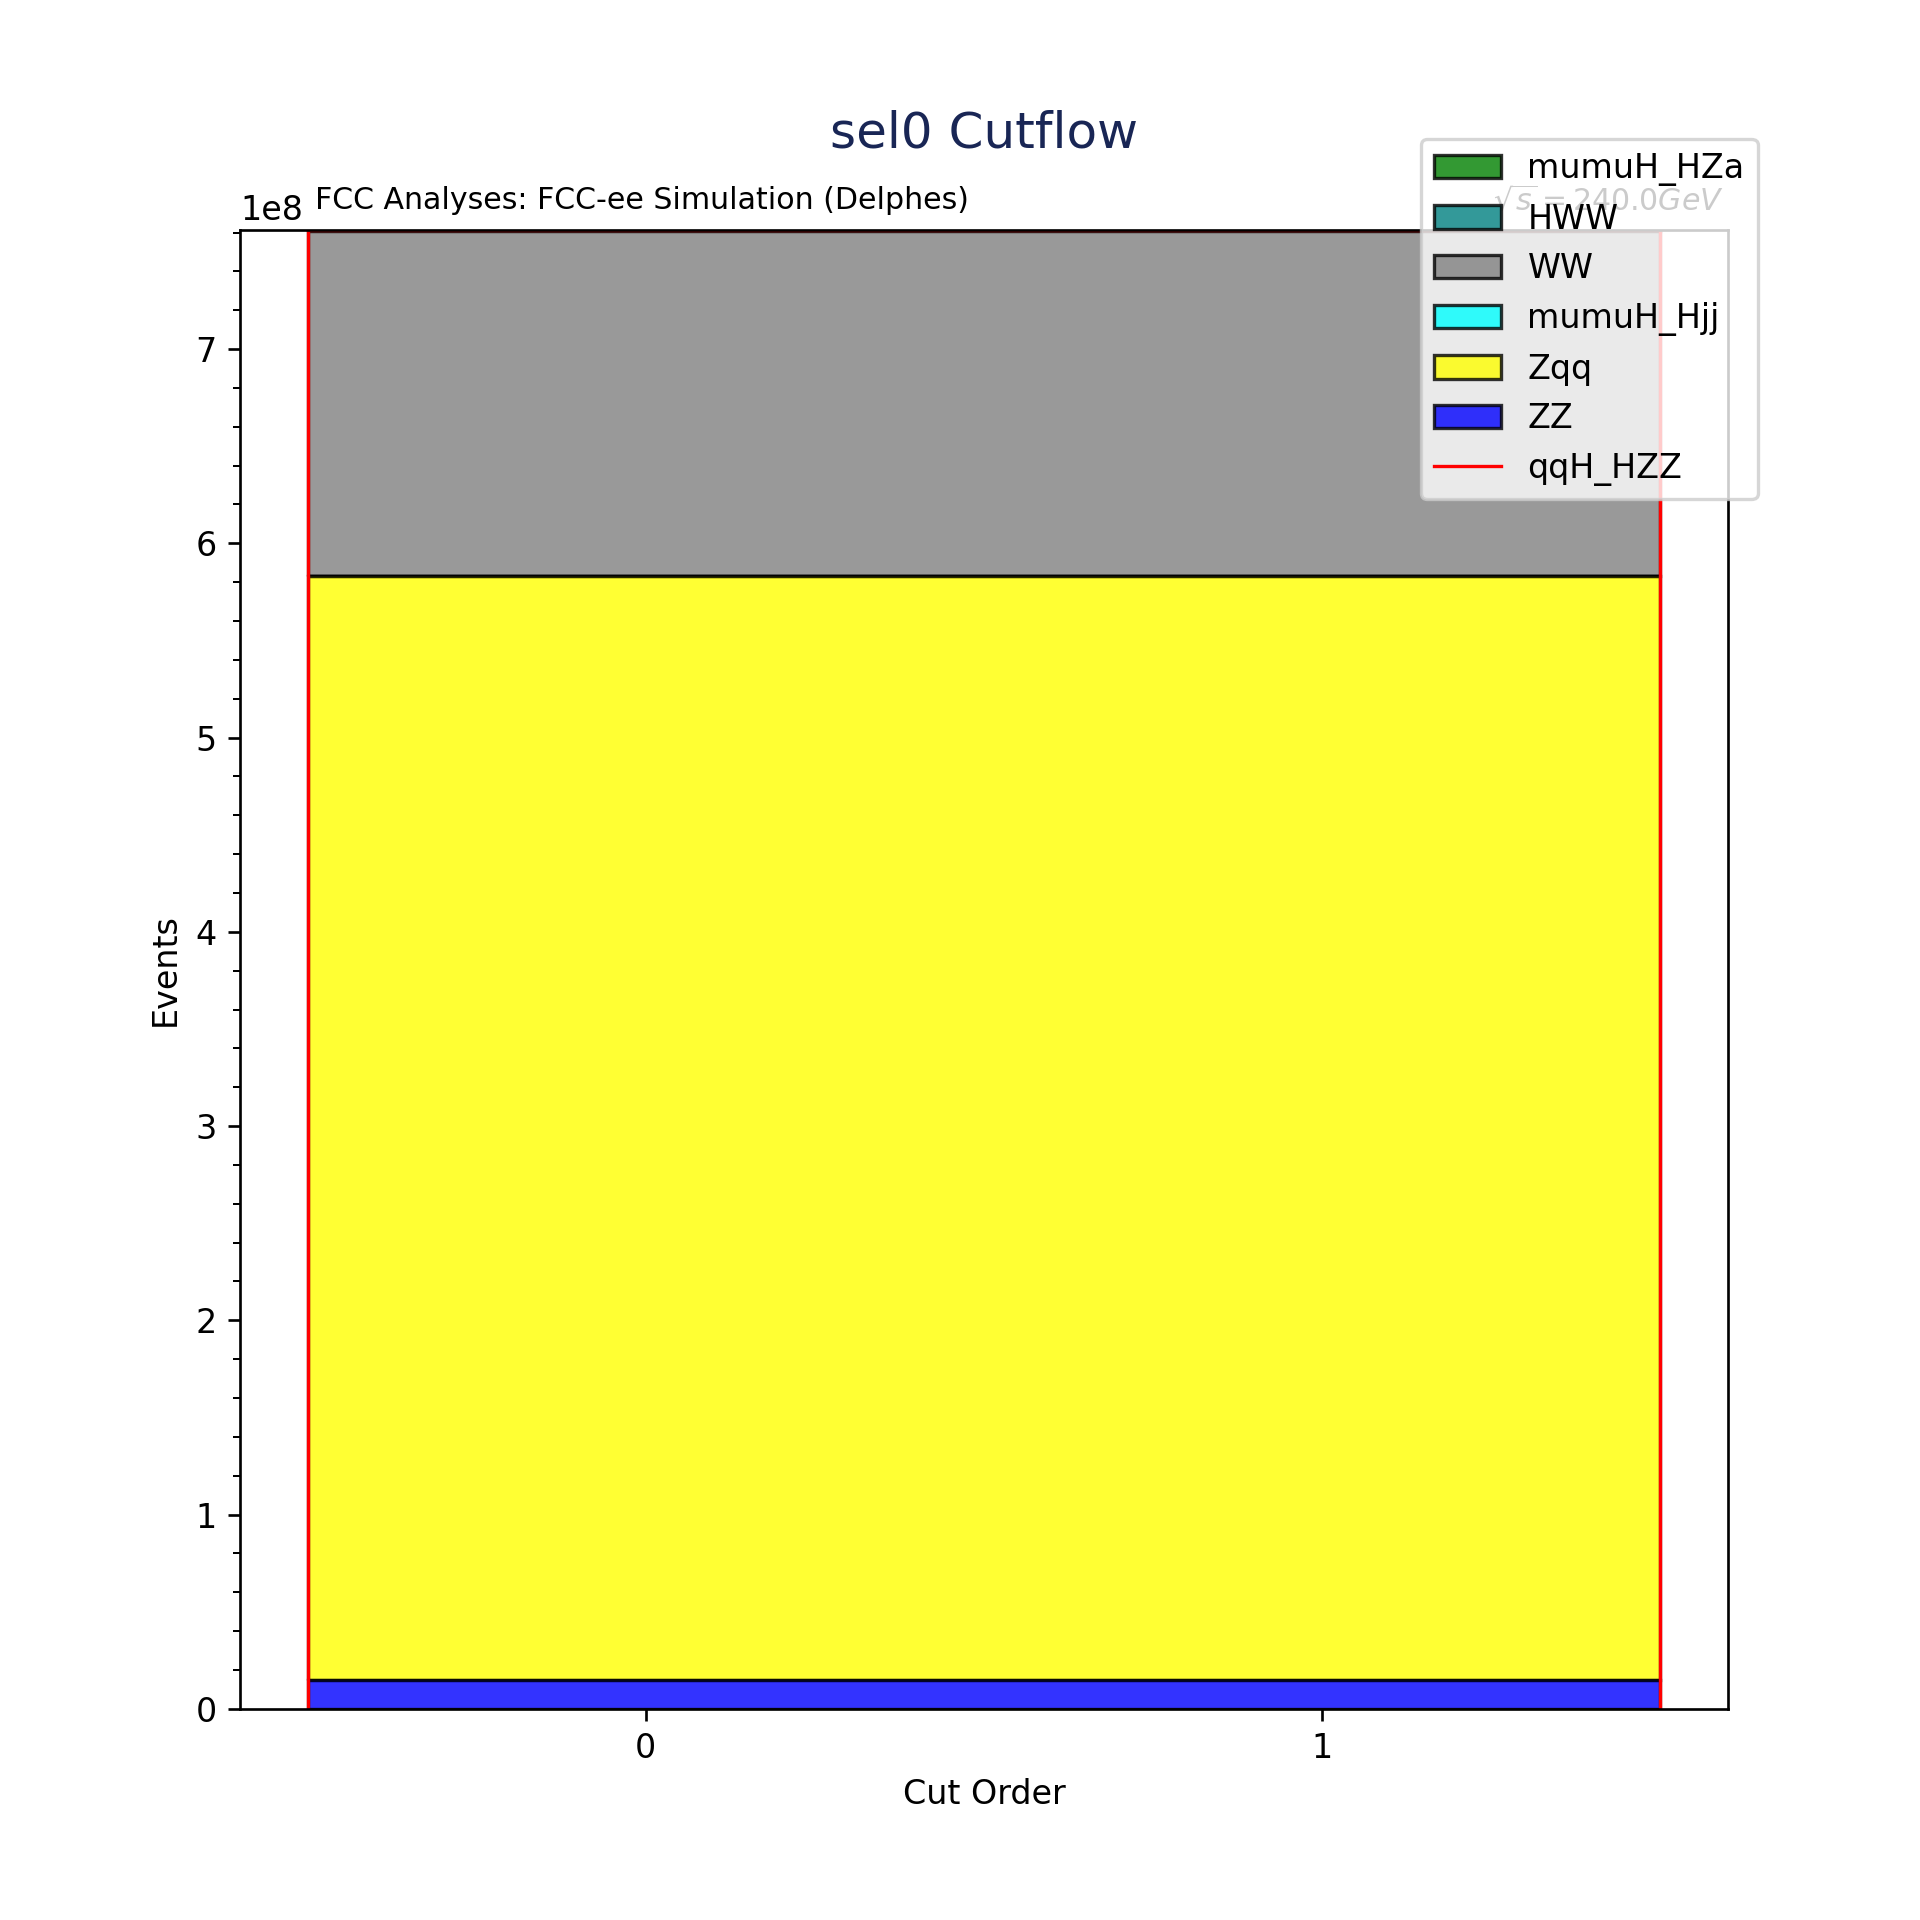 sel0 Cutflow
1e8 FCC Analyses: FCC-ee Simulation (Delphes)
√s = 240.0GeV
mumuH_HZa
HWW
WW
mumuH_Hjj
Zqq
ZZ
qqH_HZZ
7
6
5
4
3
2
1
0
Events
0 1
Cut Order